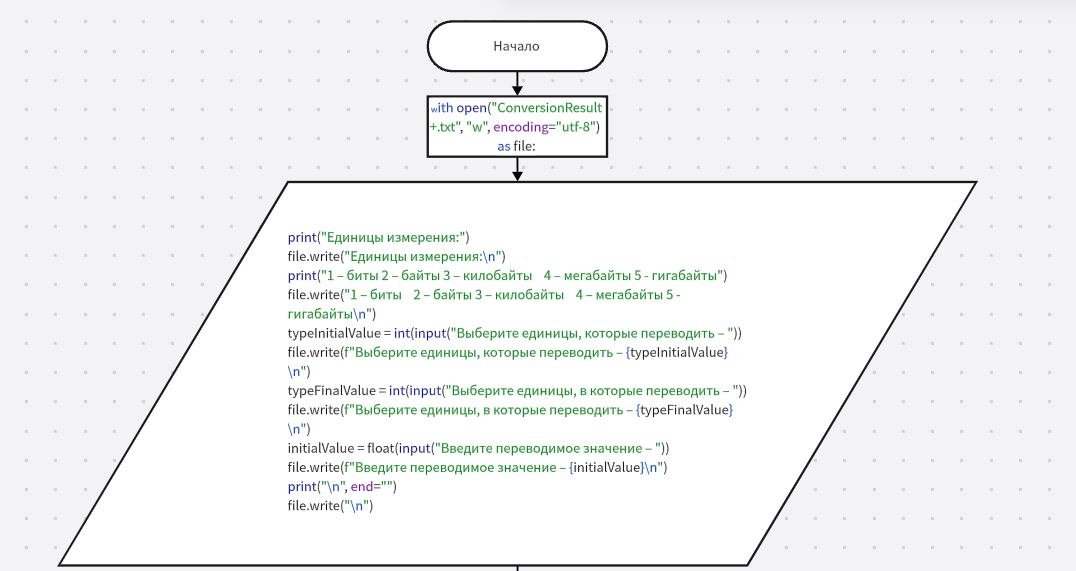 Начало
with open("ConversionResult
+.txt", "w", encoding="utf-8")
as file:
print("Единицы измерения:")
file.write("Единицы измерения:\n")
print("1 – биты 2 – байты 3 – килобайты    4 – мегабайты 5 - гигабайты")
file.write("1 – биты    2 – байты 3 – килобайты    4 – мегабайты 5 -
гигабайты\n")
typeInitialValue = int(input("Выберите единицы, которые переводить – "))
file.write(f"Выберите единицы, которые переводить – {typeInitialValue}
\n")
typeFinalValue = int(input("Выберите единицы, в которые переводить – "))
file.write(f"Выберите единицы, в которые переводить – {typeFinalValue}
\n")
initialValue = float(input("Введите переводимое значение – "))
file.write(f"Введите переводимое значение – {initialValue}\n")
print("\n", end="")
file.write("\n")